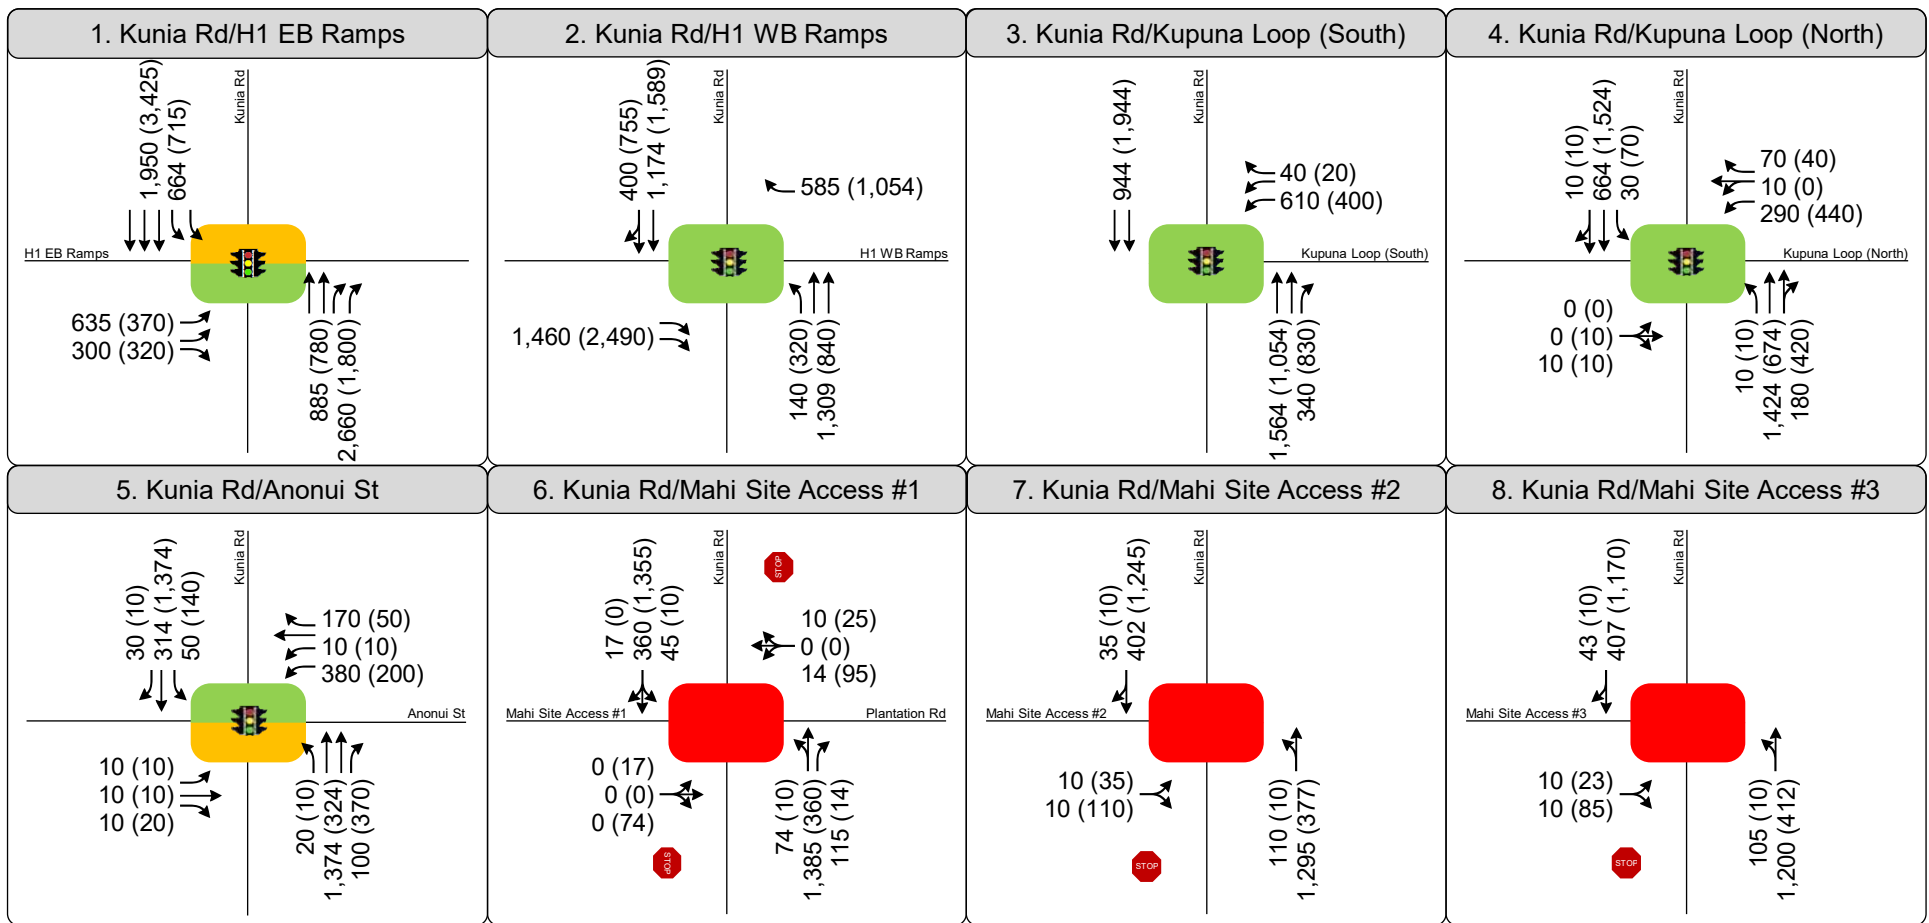 1. Kunia Rd/H1 EB Ramps
Kunia Rd
1,950 (3,425)
664 (715)
H1 EB Ramps
635 (370)
300 (320)
885 (780)
2,660 (1,800)
2. Kunia Rd/H1 WB Ramps
Kunia Rd
400 (755)
1,174 (1,589)
585 (1,054)
H1 WB Ramps
1,460 (2,490)
140 (320)
1,309 (840)
3. Kunia Rd/Kupuna Loop (South)
Kunia Rd
944 (1,944)
40 (20)
610 (400)
Kupuna Loop (South)
1,564 (1,054)
340 (830)
4. Kunia Rd/Kupuna Loop (North)
Kunia Rd
10 (10)
664 (1,524)
30 (70)
70 (40)
10 (0)
290 (440)
Kupuna Loop (North)
0 (0)
0 (10)
10 (10)
10 (10)
1,424 (674)
180 (420)
5. Kunia Rd/Anonui St
Kunia Rd
30 (10)
314 (1,374)
50 (140)
170 (50)
10 (10)
380 (200)
Anonui St
10 (10)
10 (10)
10 (20)
20 (10)
1,374 (324)
100 (370)
6. Kunia Rd/Mahi Site Access #1
Kunia Rd
STOP
17 (0)
360 (1,355)
45 (10)
10 (25)
0 (0)
14 (95)
Mahi Site Access #1
Plantation Rd
0 (17)
0 (0)
0 (74)
74 (10)
1,385 (360)
115 (14)
STOP
7. Kunia Rd/Mahi Site Access #2
Kunia Rd
35 (10)
402 (1,245)
Mahi Site Access #2
10 (35)
10 (110)
110 (10)
1,295 (377)
STOP
8. Kunia Rd/Mahi Site Access #3
Kunia Rd
43 (10)
407 (1,170)
Mahi Site Access #3
10 (23)
10 (85)
105 (10)
1,200 (412)
STOP